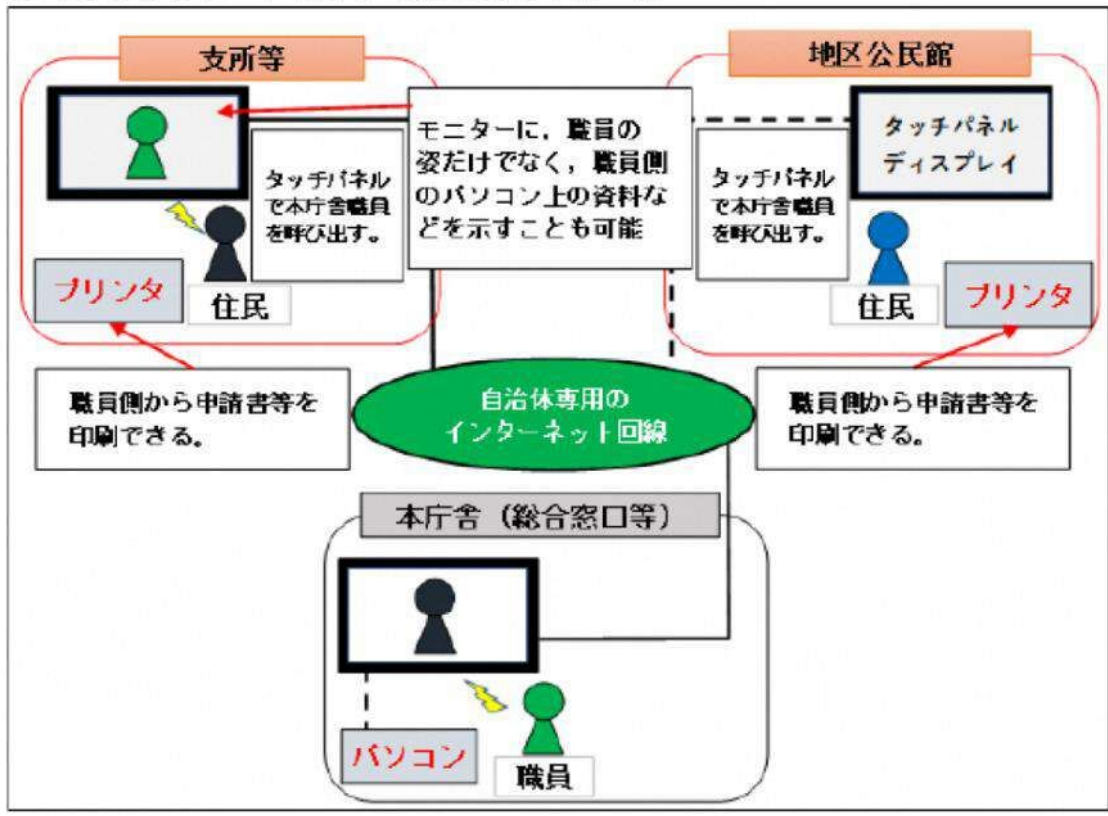 支所等
地区公民館
モニターに，職員の
姿だけでなく，職員側
のパソコン上の資料な
どを示すことも可能
タッチパネル
で本庁舎職員
を呼び出す。
タッチパネル
で本庁舎職員
を呼び出す。
タッチパネル
ディスプレイ
プリンタ
住民
住民
プリンタ
職員側から申請書等を
印刷できる。
自治体専用の
インターネット回線
職員側から申請書等を
印刷できる。
本庁舎（総合窓口等）
パソコン
職員